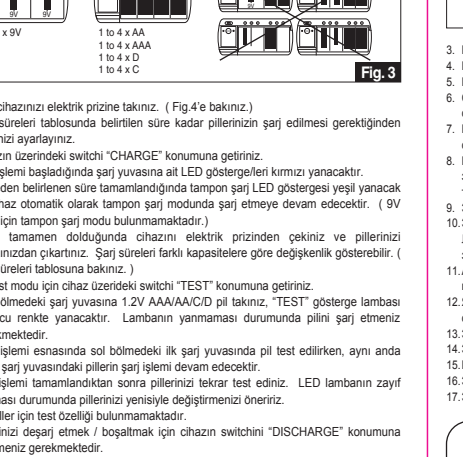 9V 9V
9V
x 9V
1 to 4 x AA
1 to 4 x AAA
1 to 4 x D
1 to 4 x C
Fig. 3
cihazınızı elektrik prizine takınız. ( Fig.4'e bakınız.)
süreleri tablosunda belirtilen süre kadar pillerinizin şarj edilmesi gerektiğinden
nizi ayarlayınız.
zın üzerindeki switchi “CHARGE” konumuna getiriniz.
işlemi başladığında şarj yuvasına ait LED gösterge/leri kırmızı yanacaktır.
den belirlenen süre tamamlandığında tampon şarj LED göstergesi yeşil yanacak
naz otomatik olarak tampon şarj modunda şarj etmeye devam edecektir. ( 9V
için tampon şarj modu bulunmamaktadır.)
tamamen dolduğunda cihazını elektrik prizinden çekiniz ve pillerinizi
ınızdan çıkartınız. Şarj süreleri farklı kapasitelere göre değişkenlik gösterebilir. (
süreleri tablosuna bakınız. )
st modu için cihaz üzerideki switchi “TEST” konumuna getiriniz.
ölmedeki şarj yuvasına 1.2V AAA/AA/C/D pil takınız, “TEST” gösterge lambası
cu renkte yanacaktır. Lambanın yanmaması durumunda pilini şarj etmeniz
kmektedir.
işlemi esnasında sol bölmedeki ilk şarj yuvasında pil test edilirken, aynı anda
şarj yuvasındaki pillerin şarj işlemi devam edecektir.
işlemi tamamlandıktan sonra pillerinizi tekrar test ediniz. LED lambanın zayıf
ması durumunda pillerinizi yenisiyle değiştirmenizi öneririz.
ller için test özelliği bulunmamaktadır.
inizi deşarj etmek / boşaltmak için cihazın switchini “DISCHARGE” konumuna
meniz gerekmektedir.
3.
4.
5.
6.
7.
8.
9.
10.
11.
12.
13.
14.
15.
16.
17.